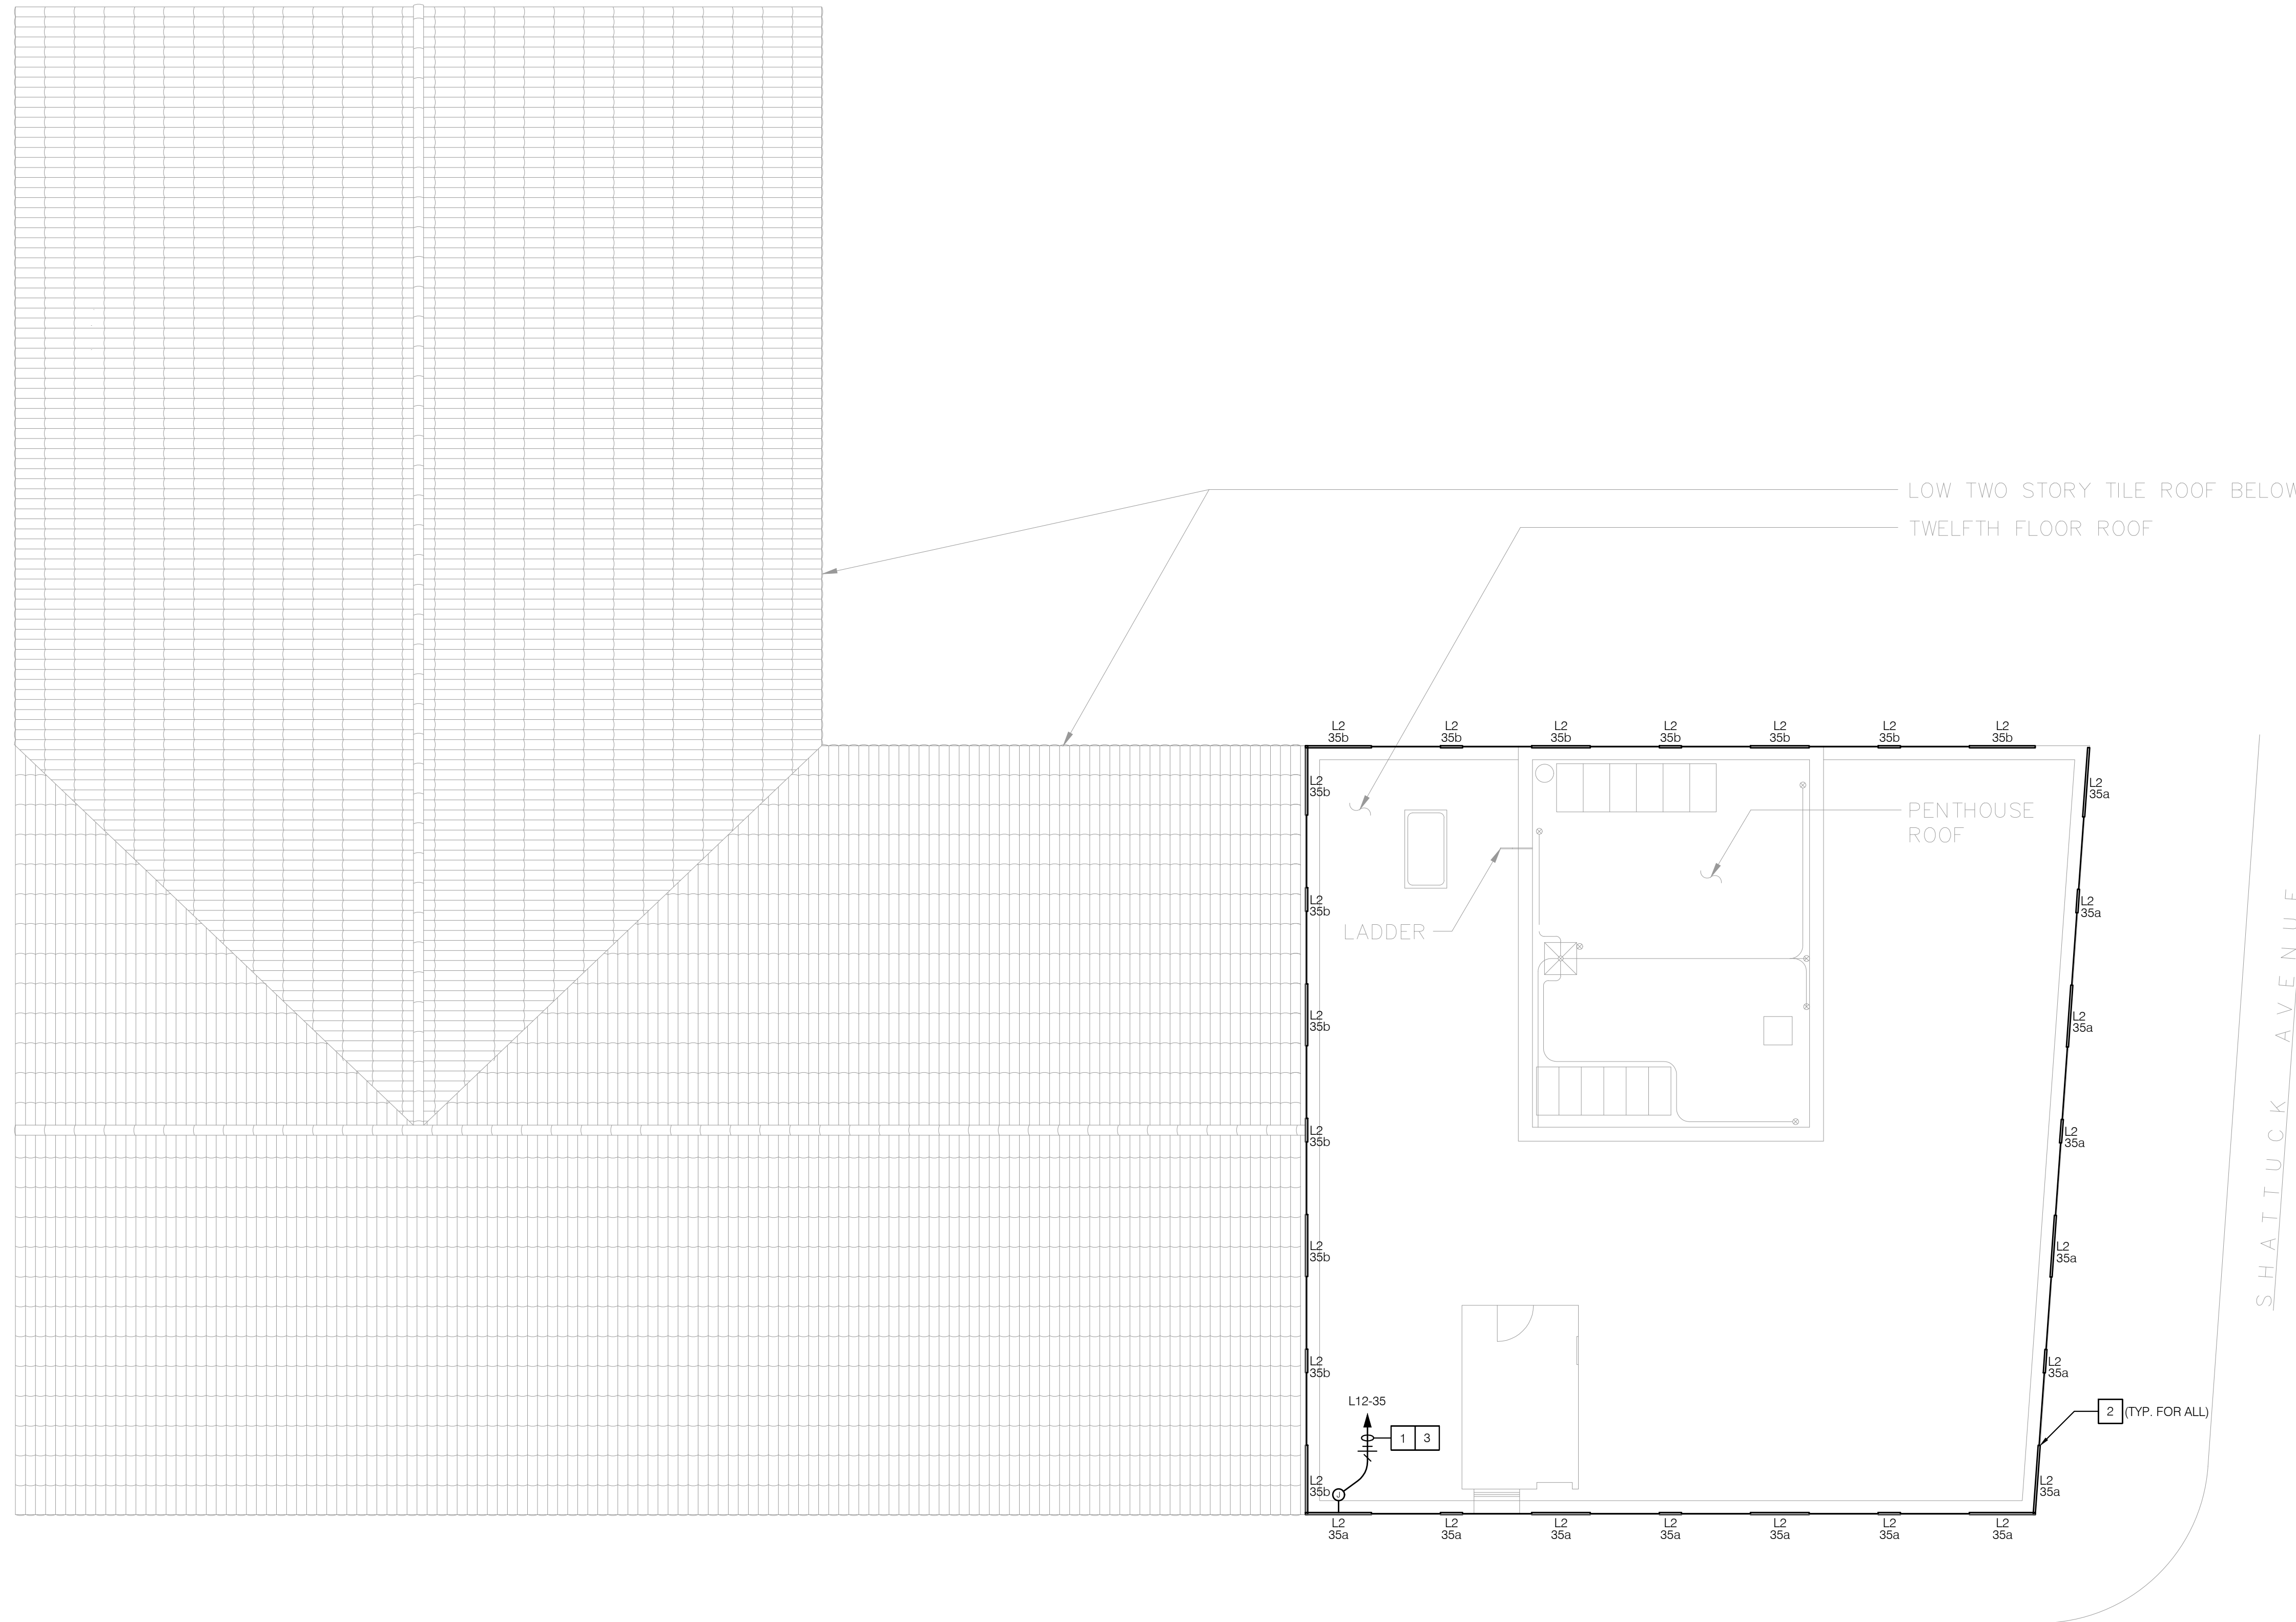 LOW TWO STORY TILE ROOF BELOW
TWELFTH FLOOR ROOF
L2 L2 L2 L2 L2 L2 L2
35b 35b 35b 35b 35b 35b 35b
L2
35b
L2
35a
PENTHOUSE
ROOF
L2
35b
L2
35a
LADDER
L2
35b
L2
35a
L2
35b
L2
35a
SHATTUCK AVENUE
L2
35b
L2
35a
L2
35b
L2
35a
L12-35
2 (TYP. FOR ALL)
1 3
L2
35b
J
L2
35a
L2 L2 L2 L2 L2 L2 L2
35a 35a 35a 35a 35a 35a 35a